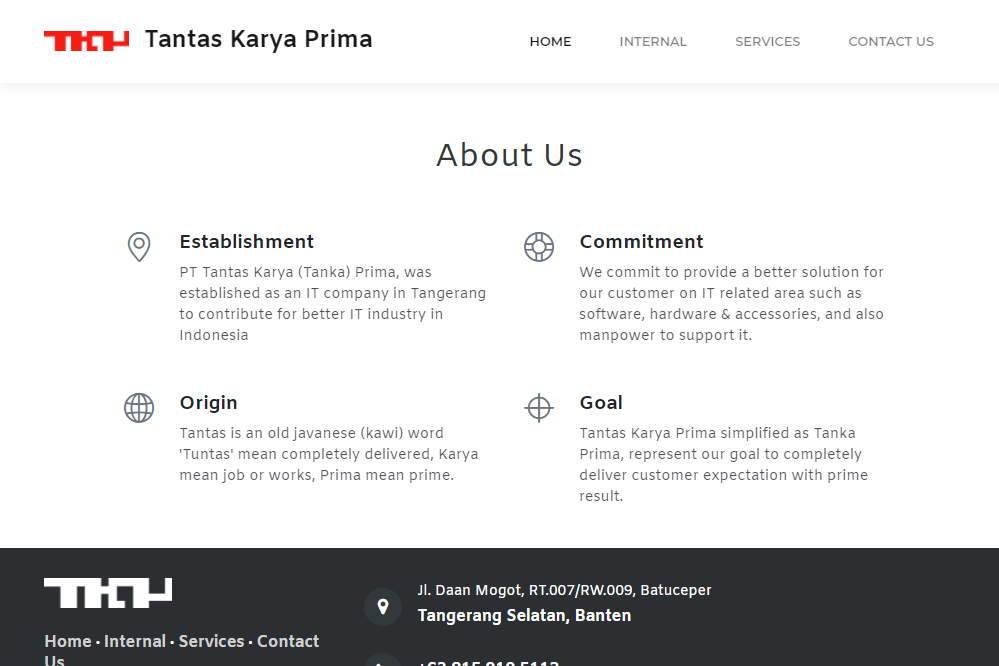 Tantas Karya Prima
HOME INTERNAL SERVICES CONTACT US
About Us
Establishment
PT Tantas Karya (Tanka) Prima, was
established as an IT company in Tangerang
to contribute for better IT industry in
Indonesia
Commitment
We commit to provide a better solution for
our customer on IT related area such as
software, hardware & accessories, and also
manpower to support it.
Origin
Tantas is an old javanese (kawi) word
'Tuntas' mean completely delivered, Karya
mean job or works, Prima mean prime.
Goal
Tantas Karya Prima simplified as Tanka
Prima, represent our goal to completely
deliver customer expectation with prime
result.
Home · Internal · Services · Contact
Us
Jl. Daan Mogot, RT.007/RW.009, Batuceper
Tangerang Selatan, Banten